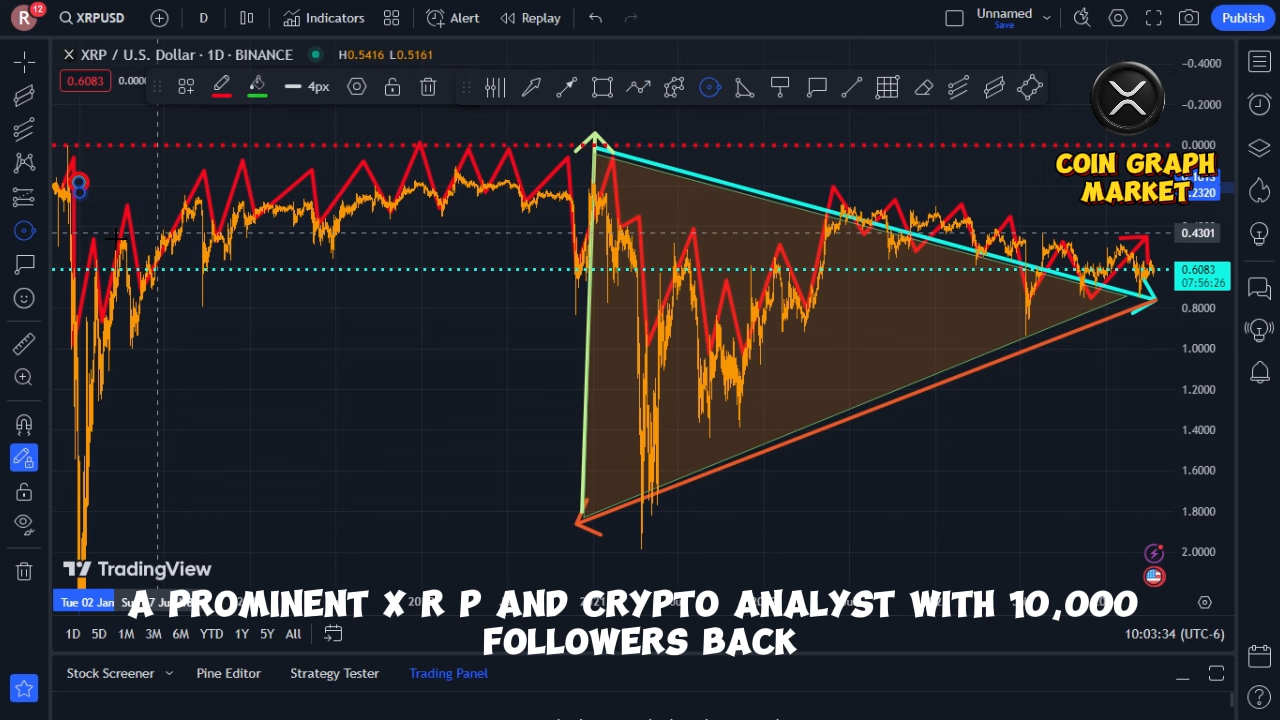 R 12 XRPUSD D Indicators Alert Replay Unnamed Save Publish
XRP / U.S. Dollar · 1D · BINANCE H0.5416 L0.5161
0.6083 0.000 4px
-0.4000
-0.2000
0.0000
COIN GRAPH
MARKET
0.4301
0.6083
07:56:26
0.8000
1.0000
1.2000
1.4000
1.6000
1.8000
2.0000
TradingView
Tue 02 Jan
A PROMINENT X R P AND CRYPTO ANALYST WITH 10,000
FOLLOWERS BACK
1D 5D 1M 3M 6M YTD 1Y 5Y All 10:03:34 (UTC-6)
Stock Screener Pine Editor Strategy Tester Trading Panel